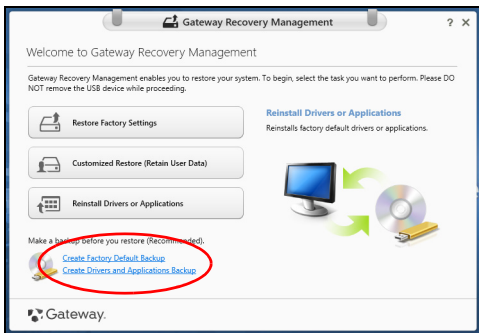 Gateway Recovery Management
? X
Welcome to Gateway Recovery Management
Gateway Recovery Management enables you to restore your system. To begin, select the task you want to perform. Please DO
NOT remove the USB device while proceeding.
Restore Factory Settings
Customized Restore (Retain User Data)
Reinstall Drivers or Applications
Reinstall Drivers or Applications
Reinstalls factory default drivers or applications.
Make a backup before you restore (Recommended).
Create Factory Default Backup
Create Drivers and Applications Backup
Gateway.